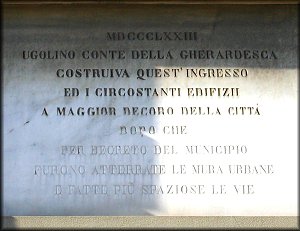 MDCCCLXXIII
UGOLINO CONTE DELLA GHERARDESCA
COSTRUIVA QUEST' INGRESSO
ED I CIRCOSTANTI EDIFIZII
A MAGGIOR DECORO DELLA CITTÁ
DOPO CHE
PER DECRETO DEL MUNICIPIO
FURONO ATTERRATE LE MURA URBANE
E FATTE PIÙ SPAZIOSE LE VIE